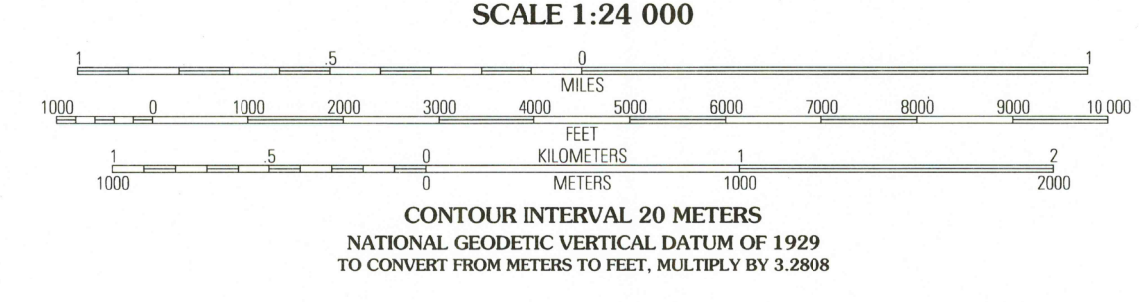 SCALE 1:24 000
1 .5 0 1
MILES
1000 0 1000 2000 3000 4000 5000 6000 7000 8000 9000 10 000
FEET
1 .5 0 KILOMETERS 1 2
1000 0 METERS 1000 2000
CONTOUR INTERVAL 20 METERS
NATIONAL GEODETIC VERTICAL DATUM OF 1929
TO CONVERT FROM METERS TO FEET, MULTIPLY BY 3.2808